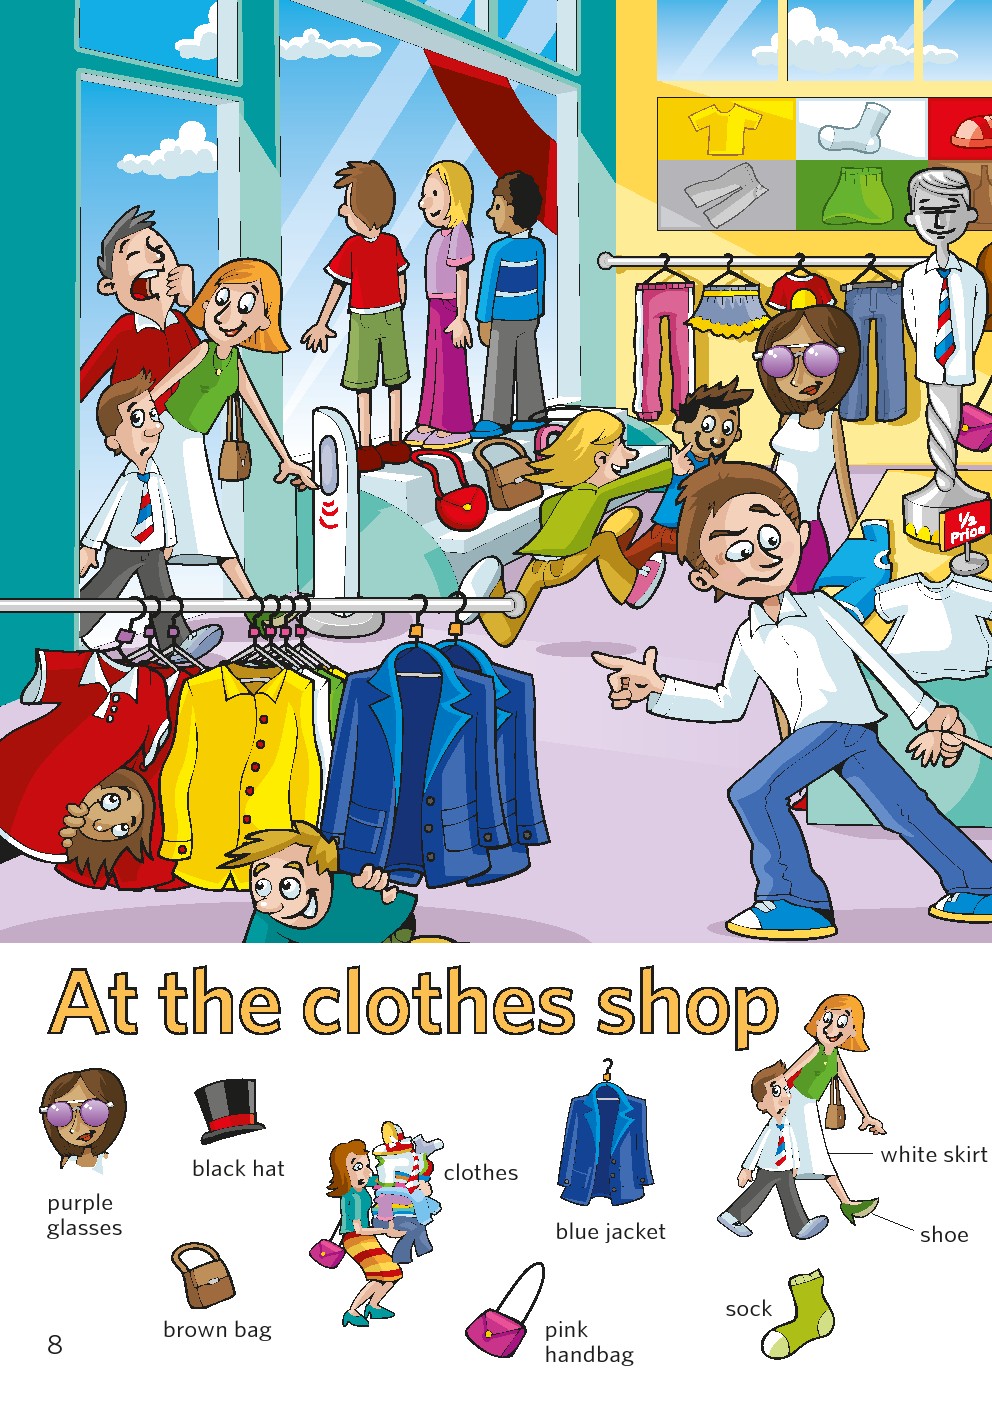 1/2
Price
At the clothes shop
purple
glasses
black hat
clothes
blue jacket
white skirt
shoe
brown bag
pink
handbag
sock
8